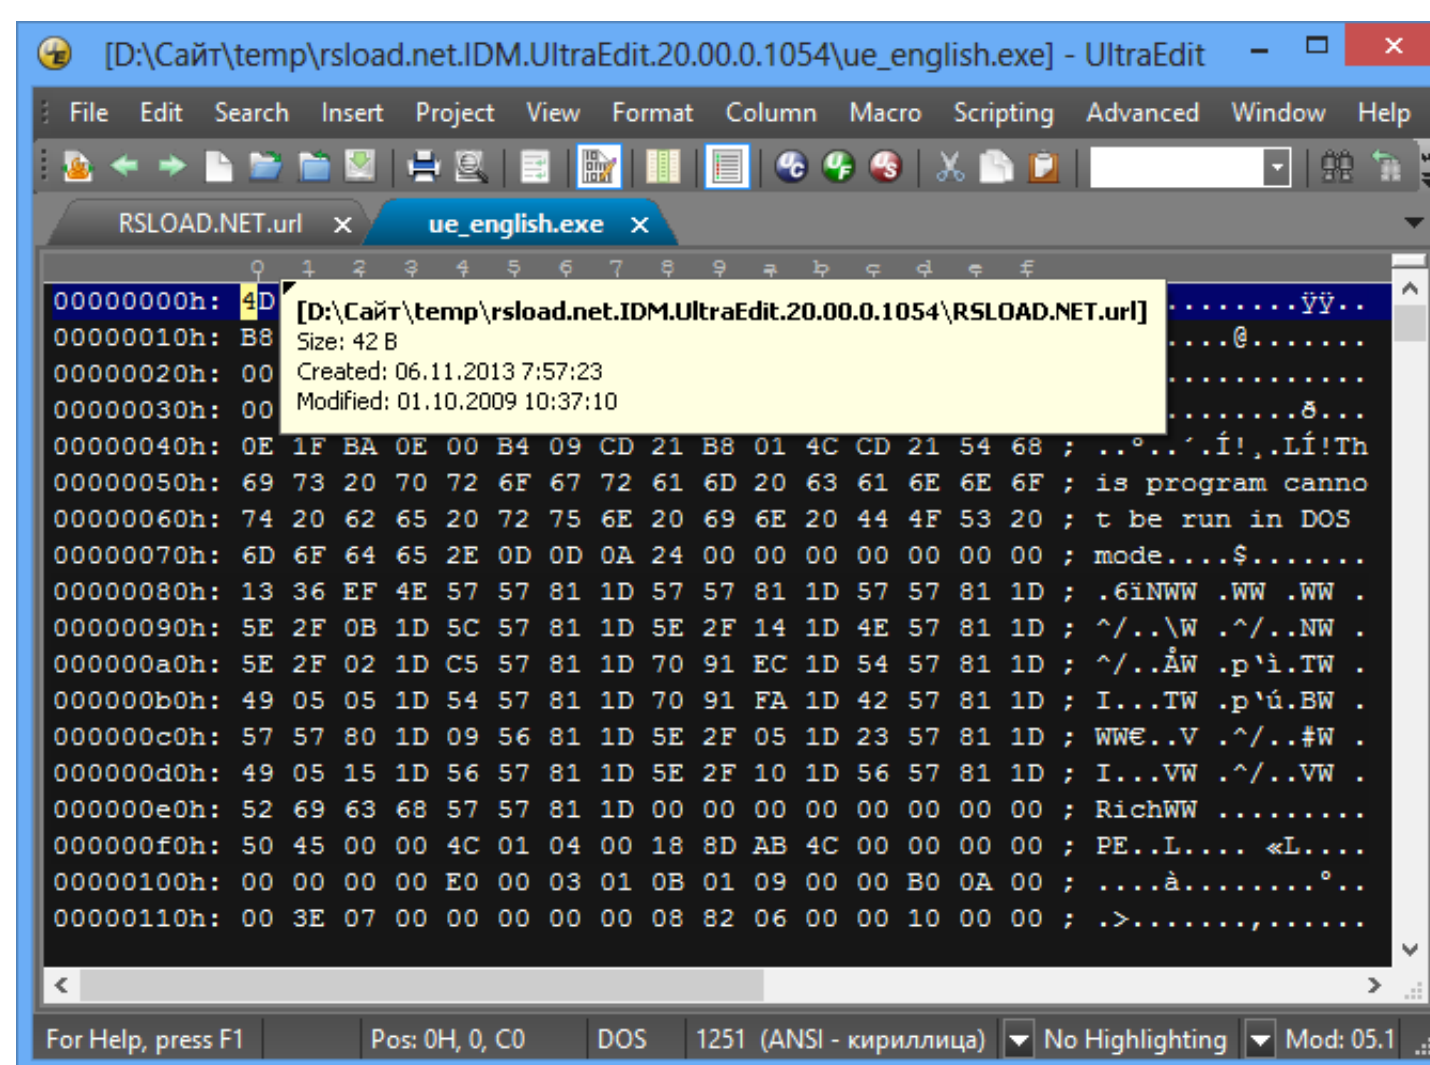 [D:\Сайт\temp\rsload.net.IDM.UltraEdit.20.00.0.1054\ue_english.exe] - UltraEdit
File Edit Search Insert Project View Format Column Macro Scripting Advanced Window Help
RSLOAD.NET.url ue_english.exe
0 1 2 3 4 5 6 7 8 9 a b c d e f
00000000h: 4D ........ÿÿ..
[D:\Сайт\temp\rsload.net.IDM.UltraEdit.20.00.0.1054\RSLOAD.NET.url]
00000010h: B8 ....@.......
Size: 42 B
00000020h: 00 ............
Created: 06.11.2013 7:57:23
00000030h: 00 ........ð...
Modified: 01.10.2009 10:37:10
00000040h: 0E 1F BA 0E 00 B4 09 CD 21 B8 01 4C CD 21 54 68 ; ..º..´.Í!¸.LÍ!Th
00000050h: 69 73 20 70 72 6F 67 72 61 6D 20 63 61 6E 6E 6F ; is program canno
00000060h: 74 20 62 65 20 72 75 6E 20 69 6E 20 44 4F 53 20 ; t be run in DOS
00000070h: 6D 6F 64 65 2E 0D 0D 0A 24 00 00 00 00 00 00 00 ; mode....$.......
00000080h: 13 36 EF 4E 57 57 81 1D 57 57 81 1D 57 57 81 1D ; .6ïNWW .WW .WW .
00000090h: 5E 2F 0B 1D 5C 57 81 1D 5E 2F 14 1D 4E 57 81 1D ; ^/..\W .^/..NW .
000000a0h: 5E 2F 02 1D C5 57 81 1D 70 91 EC 1D 54 57 81 1D ; ^/..ÅW .p‘ì.TW .
000000b0h: 49 05 05 1D 54 57 81 1D 70 91 FA 1D 42 57 81 1D ; I...TW .p‘ú.BW .
000000c0h: 57 57 80 1D 09 56 81 1D 5E 2F 05 1D 23 57 81 1D ; WW€..V .^/..#W .
000000d0h: 49 05 15 1D 56 57 81 1D 5E 2F 10 1D 56 57 81 1D ; I...VW .^/..VW .
000000e0h: 52 69 63 68 57 57 81 1D 00 00 00 00 00 00 00 00 ; RichWW .........
000000f0h: 50 45 00 00 4C 01 04 00 18 8D AB 4C 00 00 00 00 ; PE..L.... «L....
00000100h: 00 00 00 00 E0 00 03 01 0B 01 09 00 00 B0 0A 00 ; ....à........°..
00000110h: 00 3E 07 00 00 00 00 00 08 82 06 00 00 10 00 00 ; .>.......‚......
For Help, press F1 Pos: 0H, 0, C0 DOS 1251 (ANSI - кириллица) No Highlighting Mod: 05.1